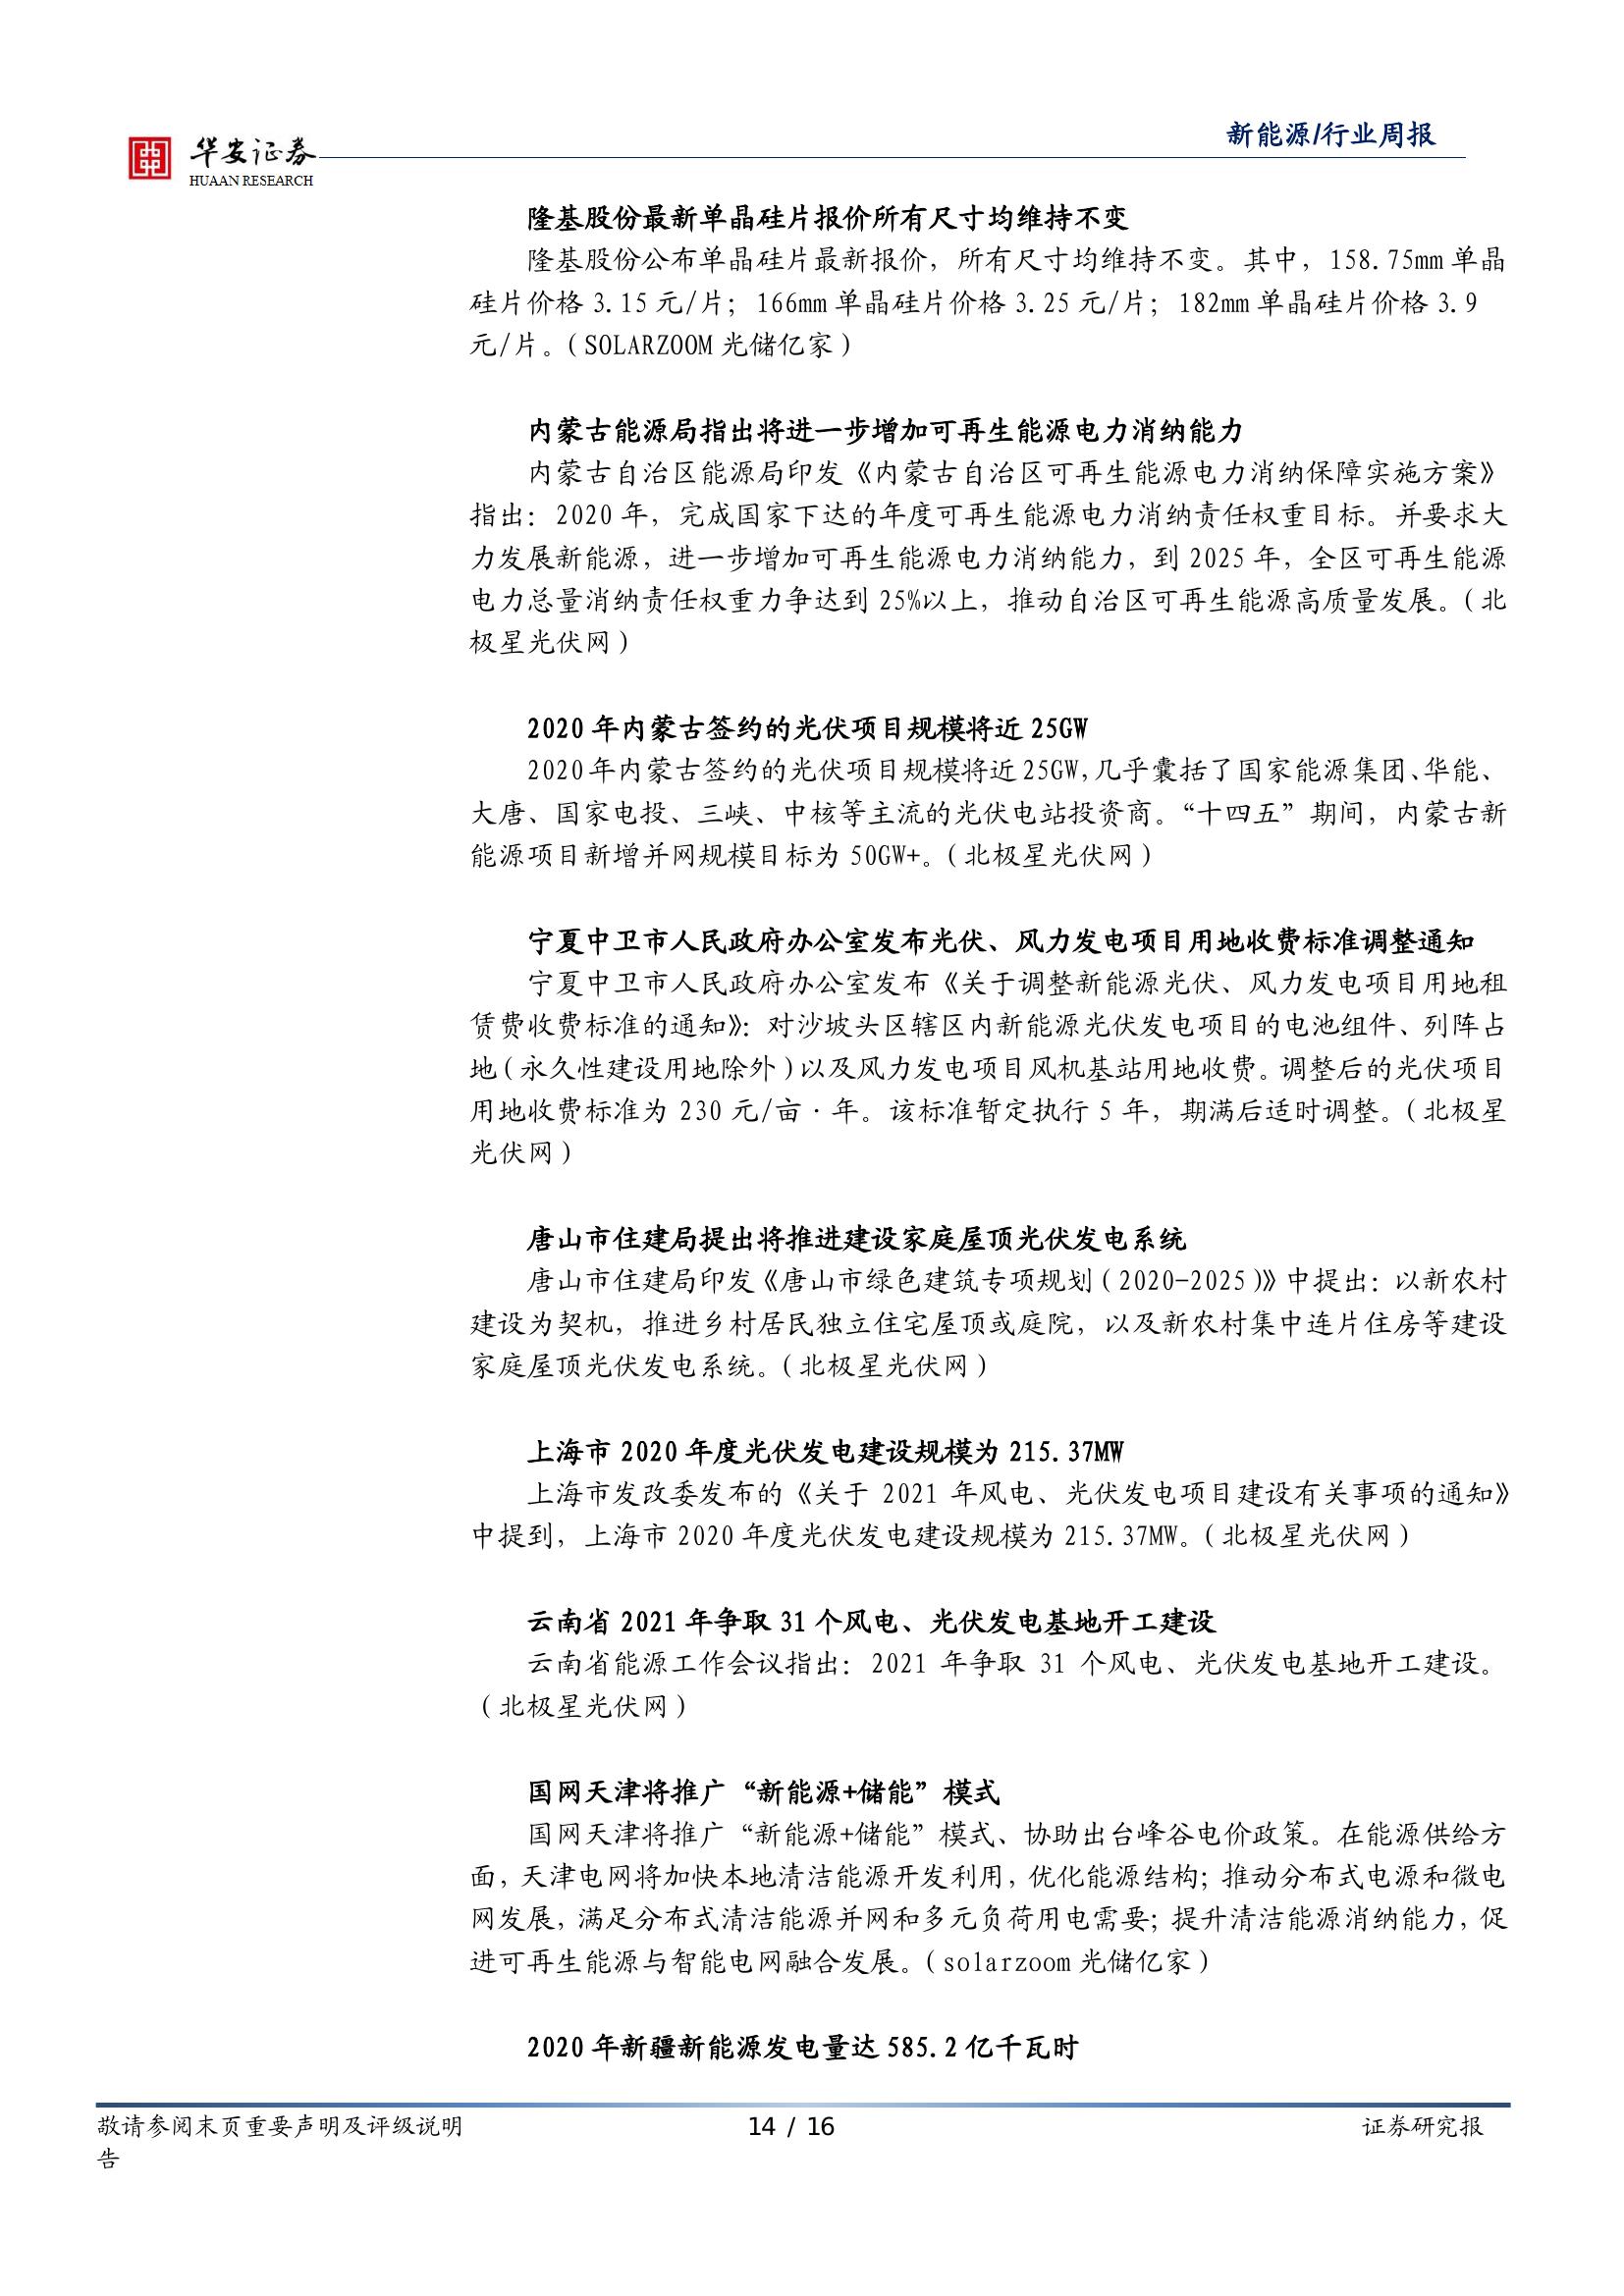 华安证券
HUAAN RESEARCH
新能源/行业周报
隆基股份最新单晶硅片报价所有尺寸均维持不变
隆基股份公布单晶硅片最新报价，所有尺寸均维持不变。其中，158.75mm 单晶
硅片价格 3.15 元/片；166mm 单晶硅片价格 3.25 元/片；182mm 单晶硅片价格 3.9
元/片。（SOLARZOOM 光储亿家）
内蒙古能源局指出将进一步增加可再生能源电力消纳能力
内蒙古自治区能源局印发《内蒙古自治区可再生能源电力消纳保障实施方案》
指出：2020 年，完成国家下达的年度可再生能源电力消纳责任权重目标。并要求大
力发展新能源，进一步增加可再生能源电力消纳能力，到 2025 年，全区可再生能源
电力总量消纳责任权重力争达到 25%以上，推动自治区可再生能源高质量发展。（北
极星光伏网）
2020 年内蒙古签约的光伏项目规模将近 25GW
2020 年内蒙古签约的光伏项目规模将近 25GW，几乎囊括了国家能源集团、华能、
大唐、国家电投、三峡、中核等主流的光伏电站投资商。“十四五”期间，内蒙古新
能源项目新增并网规模目标为 50GW+。（北极星光伏网）
宁夏中卫市人民政府办公室发布光伏、风力发电项目用地收费标准调整通知
宁夏中卫市人民政府办公室发布《关于调整新能源光伏、风力发电项目用地租
赁费收费标准的通知》：对沙坡头区辖区内新能源光伏发电项目的电池组件、列阵占
地（永久性建设用地除外）以及风力发电项目风机基站用地收费。调整后的光伏项目
用地收费标准为 230 元/亩·年。该标准暂定执行 5 年，期满后适时调整。（北极星
光伏网）
唐山市住建局提出将推进建设家庭屋顶光伏发电系统
唐山市住建局印发《唐山市绿色建筑专项规划（2020-2025）》中提出：以新农村
建设为契机，推进乡村居民独立住宅屋顶或庭院，以及新农村集中连片住房等建设
家庭屋顶光伏发电系统。（北极星光伏网）
上海市 2020 年度光伏发电建设规模为 215.37MW
上海市发改委发布的《关于 2021 年风电、光伏发电项目建设有关事项的通知》
中提到，上海市 2020 年度光伏发电建设规模为 215.37MW。（北极星光伏网）
云南省 2021 年争取 31 个风电、光伏发电基地开工建设
云南省能源工作会议指出：2021 年争取 31 个风电、光伏发电基地开工建设。
（北极星光伏网）
国网天津将推广“新能源+储能”模式
国网天津将推广“新能源+储能”模式、协助出台峰谷电价政策。在能源供给方
面，天津电网将加快本地清洁能源开发利用，优化能源结构；推动分布式电源和微电
网发展，满足分布式清洁能源并网和多元负荷用电需要；提升清洁能源消纳能力，促
进可再生能源与智能电网融合发展。（solarzoom 光储亿家）
2020 年新疆新能源发电量达 585.2 亿千瓦时
敬请参阅末页重要声明及评级说明 14 / 16 证券研究报
告